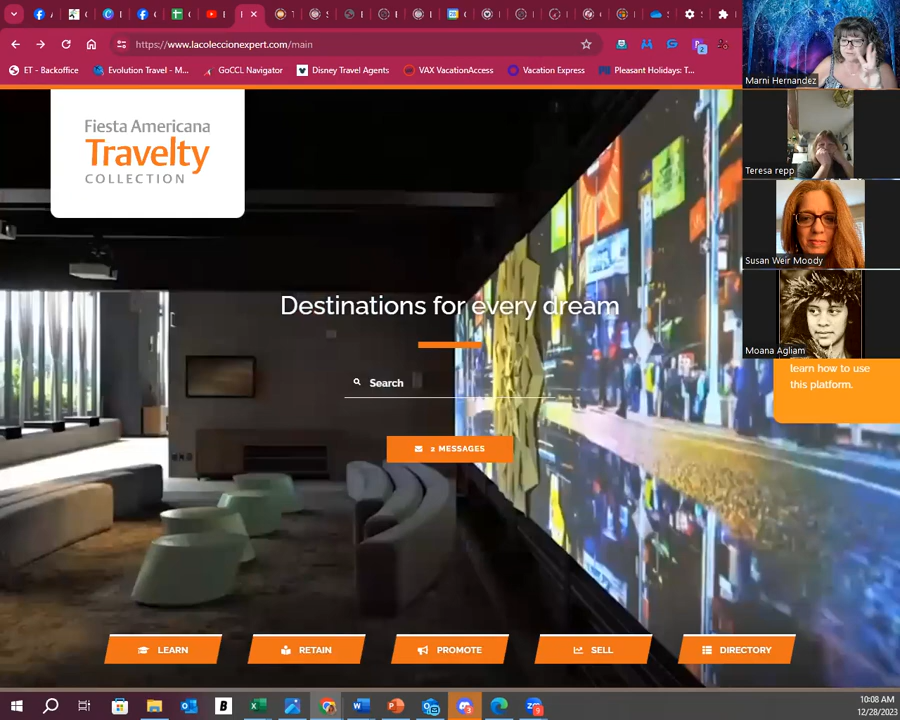 https://www.lacoleccionexpert.com/main
2
ET - Backoffice
Evolution Travel - M...
GoCCL Navigator
Disney Travel Agents
VAX VacationAccess
Vacation Express
Pleasant Holidays: T...
Marni Hernandez
Teresa repp
Susan Weir Moody
Moana Agliam
Fiesta Americana
Travelty
COLLECTION
Destinations for every dream
learn how to use
this platform.
Search
2 MESSAGES
LEARN
RETAIN
PROMOTE
SELL
DIRECTORY
10:08 AM
12/28/2023